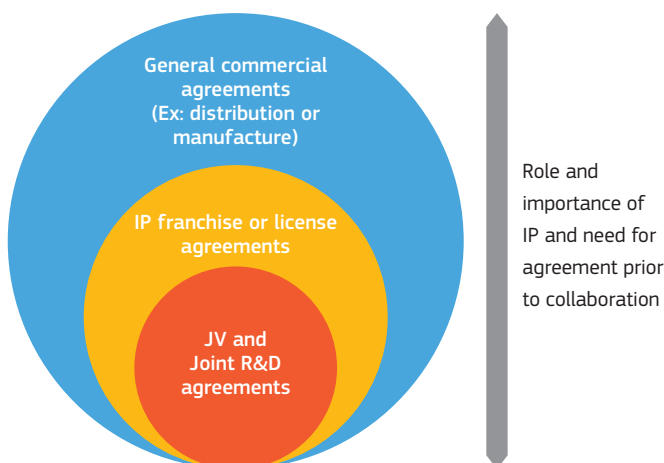 General commercial
agreements
(Ex: distribution or
manufacture)
IP franchise or license
agreements
JV and
Joint R&D
agreements
Role and
importance of
IP and need for
agreement prior
to collaboration